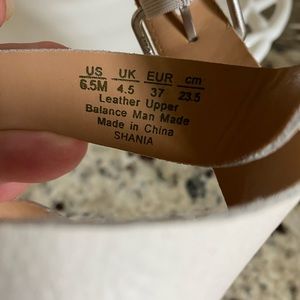 US UK EUR cm
6.5M 4.5 37 23.5
Leather Upper
Balance Man Made
Made in China
SHANIA